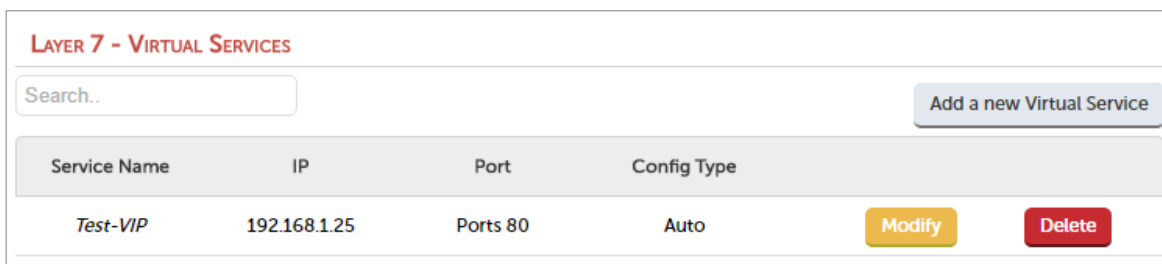 Layer 7 - Virtual Services
Search..
Add a new Virtual Service
Service Name IP Port Config Type
Test-VIP 192.168.1.25 Ports 80 Auto Modify Delete